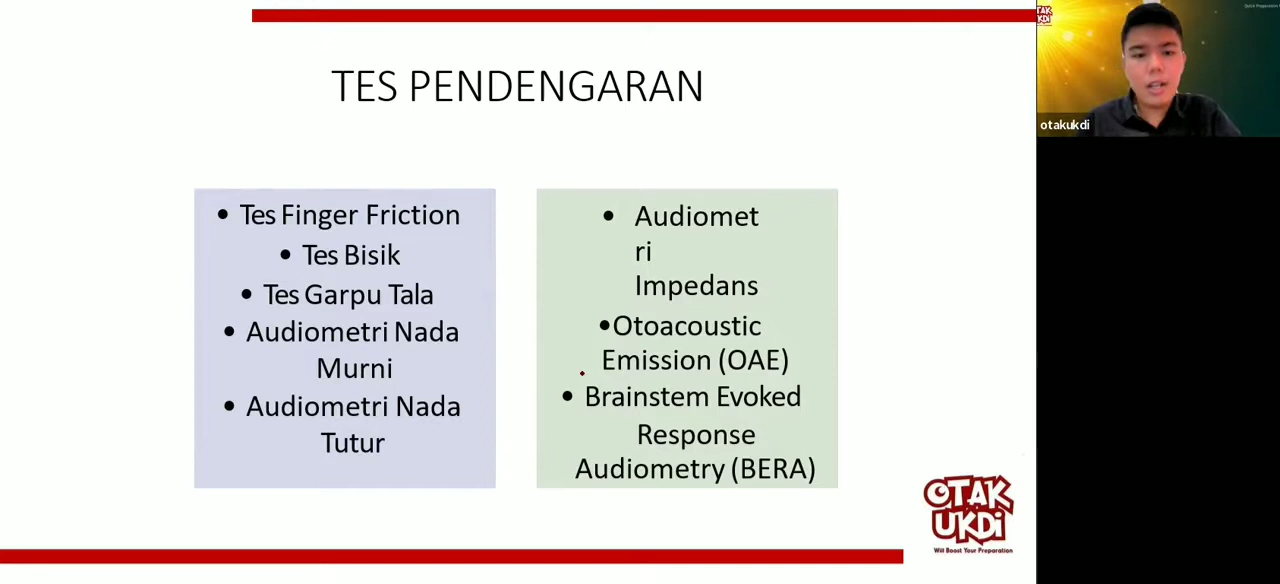 TES PENDENGARAN
• Tes Finger Friction
• Tes Bisik
• Tes Garpu Tala
• Audiometri Nada
Murni
• Audiometri Nada
Tutur
• Audiomet
ri
Impedans
•Otoacoustic
Emission (OAE)
• Brainstem Evoked
Response
Audiometry (BERA)
OTAK
UKDi
Will Boost Your Preparation
otakukdi